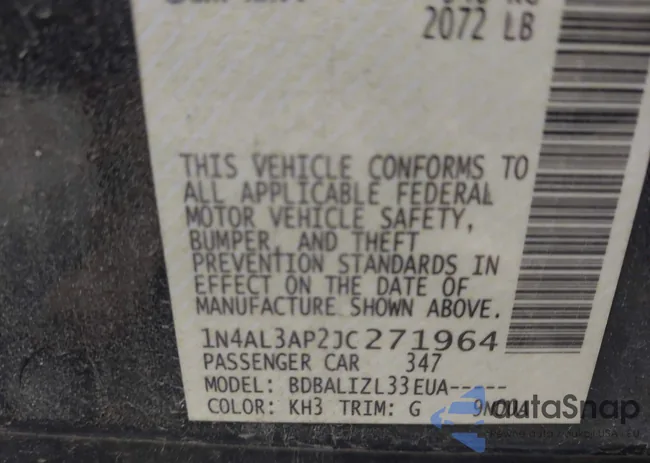 2072 LB
THIS VEHICLE CONFORMS TO
ALL APPLICABLE FEDERAL
MOTOR VEHICLE SAFETY,
BUMPER, AND THEFT
PREVENTION STANDARDS IN
EFFECT ON THE DATE OF
MANUFACTURE SHOWN ABOVE.
1N4AL3AP2JC271964
PASSENGER CAR 347
MODEL: BDBALIZL33EUA-----
COLOR: KH3 TRIM: G
autoSnap